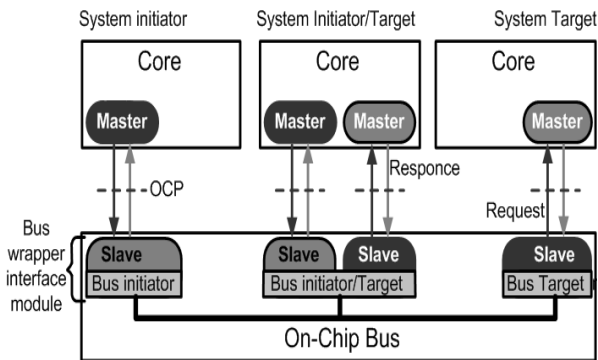 System initiator
System Initiator/Target
System Target
Core
Core
Core
Master
Master
Master
Master
OCP
Responce
Request
Bus
wrapper
interface
module
Slave
Slave
Slave
Slave
Bus initiator
Bus initiator/Target
Bus Target
On-Chip Bus